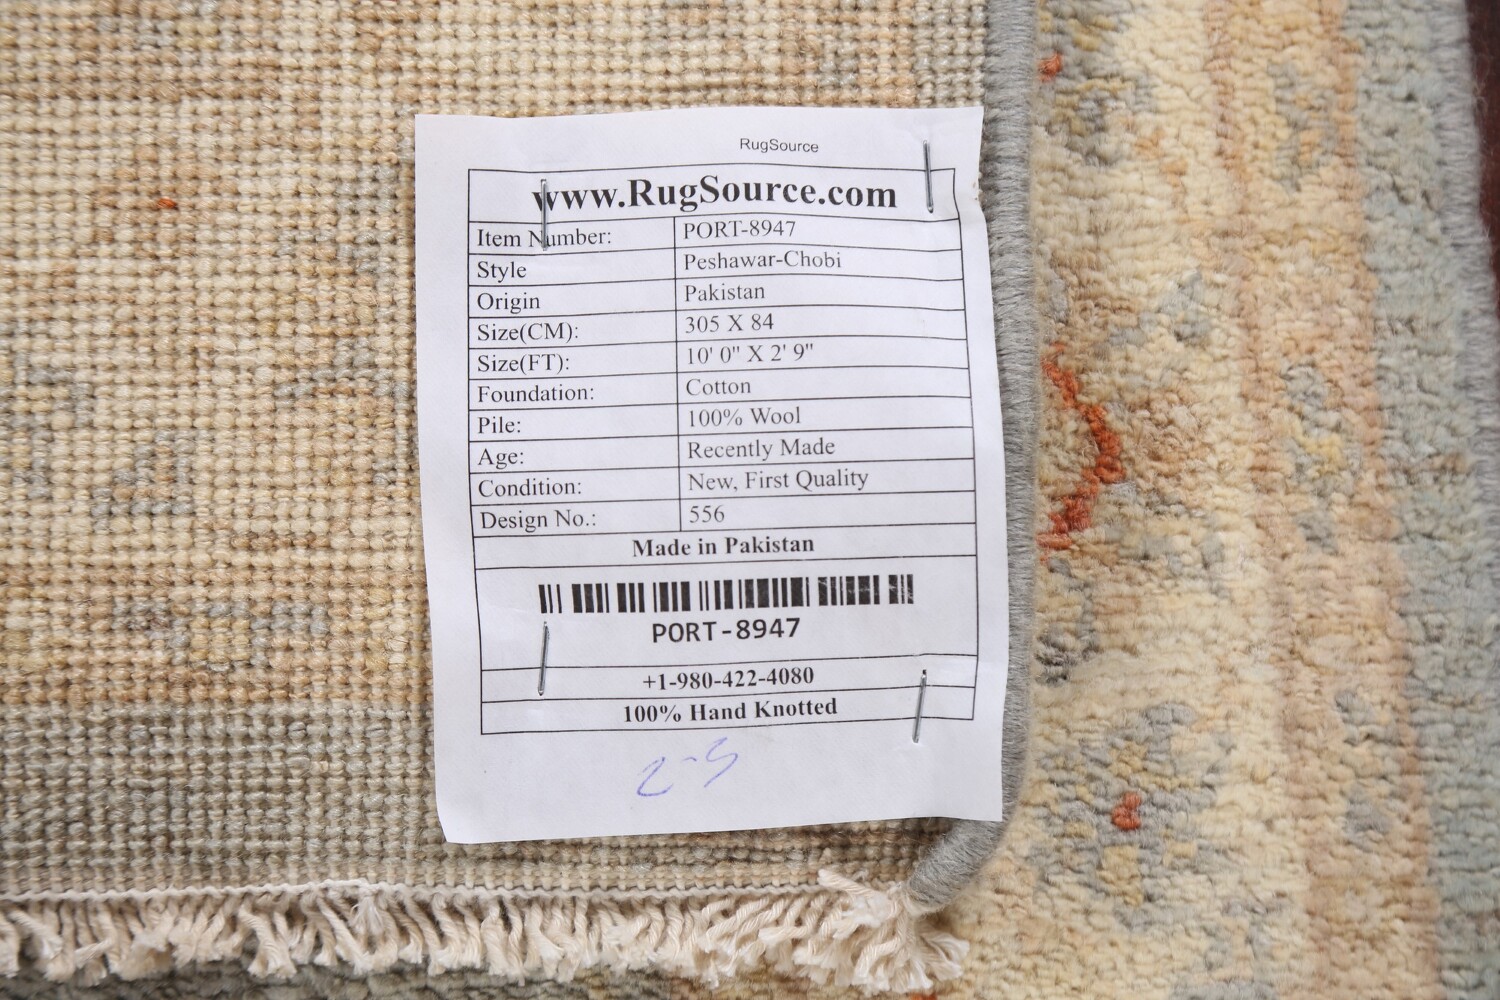 RugSource
www.RugSource.com
Item Number: PORT-8947
Style Peshawar-Chobi
Origin Pakistan
Size(CM): 305 X 84
Size(FT): 10' 0" X 2' 9"
Foundation: Cotton
Pile: 100% Wool
Age: Recently Made
Condition: New, First Quality
Design No.: 556
Made in Pakistan
PORT-8947
+1-980-422-4080
100% Hand Knotted